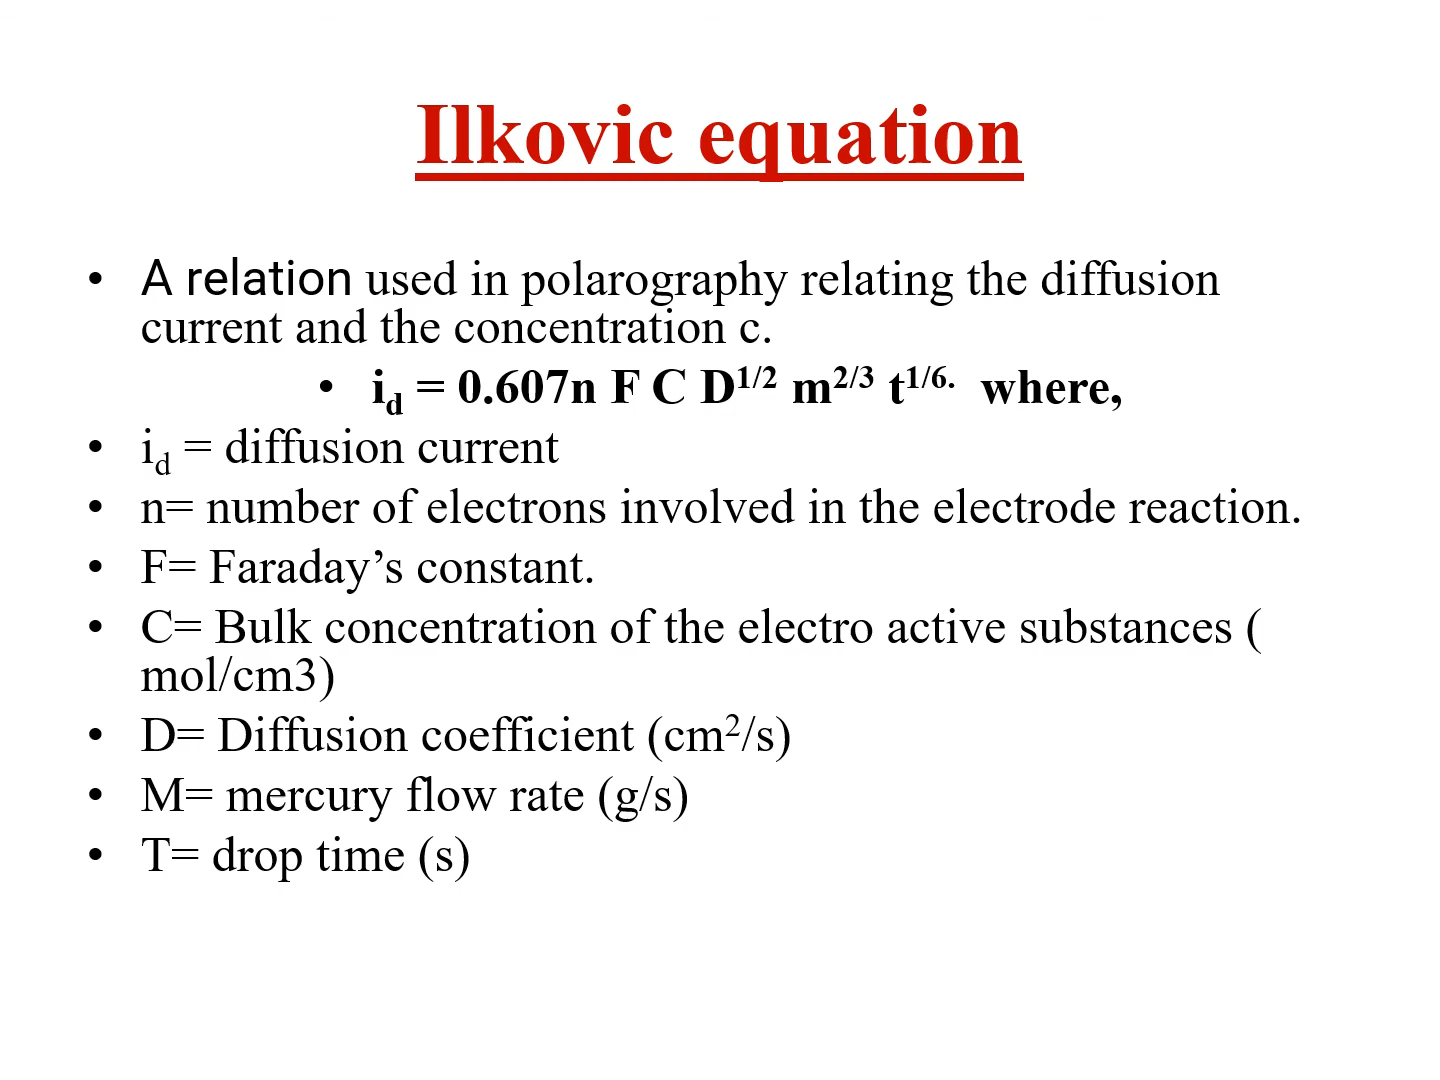 Ilkovic equation
• A relation used in polarography relating the diffusion
current and the concentration c.
• i_d = 0.607n F C D^1/2 m^2/3 t^1/6. where,
• i_d = diffusion current
• n= number of electrons involved in the electrode reaction.
• F= Faraday’s constant.
• C= Bulk concentration of the electro active substances (
mol/cm3)
• D= Diffusion coefficient (cm²/s)
• M= mercury flow rate (g/s)
• T= drop time (s)